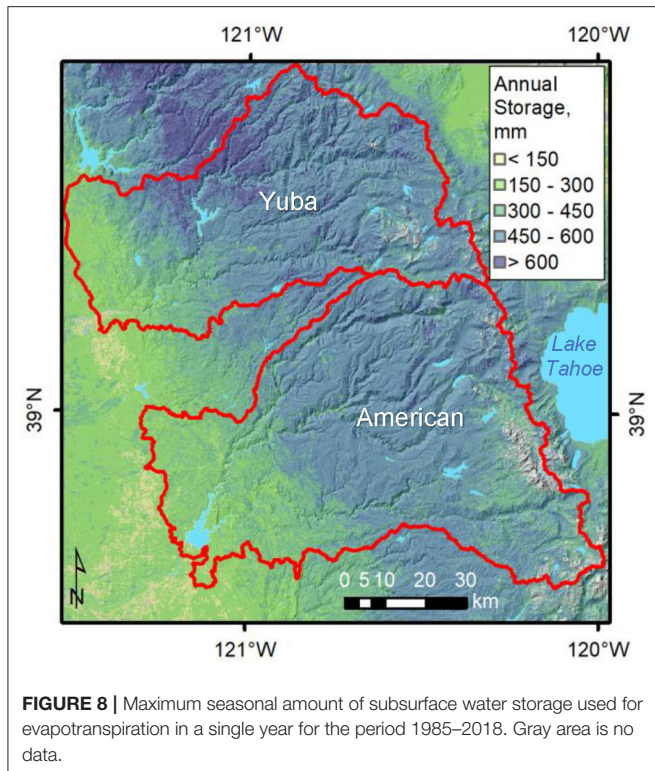 121°W
120°W
Annual
Storage,
mm
< 150
150 - 300
300 - 450
450 - 600
> 600
Yuba
Lake
Tahoe
39°N
39°N
American
0 5 10 20 30
km
N
121°W
120°W
FIGURE 8 | Maximum seasonal amount of subsurface water storage used for
evapotranspiration in a single year for the period 1985–2018. Gray area is no
data.